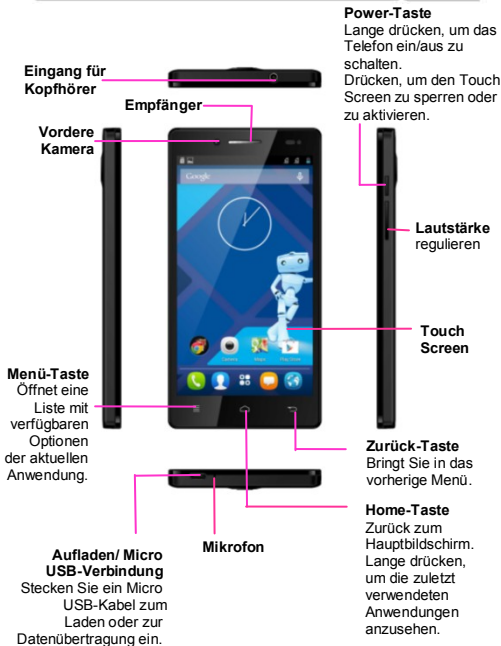 Power-Taste
Lange drücken, um das
Telefon ein/aus zu
schalten.
Drücken, um den Touch
Screen zu sperren oder
zu aktivieren.
Eingang für
Kopfhörer
Empfänger
Vordere
Kamera
Google
Lautstärke
regulieren
Touch
Screen
Camera
Maps
Play Store
Menü-Taste
Öffnet eine
Liste mit
verfügbaren
Optionen
der aktuellen
Anwendung.
Zurück-Taste
Bringt Sie in das
vorherige Menü.
Home-Taste
Zurück zum
Hauptbildschirm.
Lange drücken,
um die zuletzt
verwendeten
Anwendungen
anzusehen.
Mikrofon
Aufladen/ Micro
USB-Verbindung
Stecken Sie ein Micro
USB-Kabel zum
Laden oder zur
Datenübertragung ein.